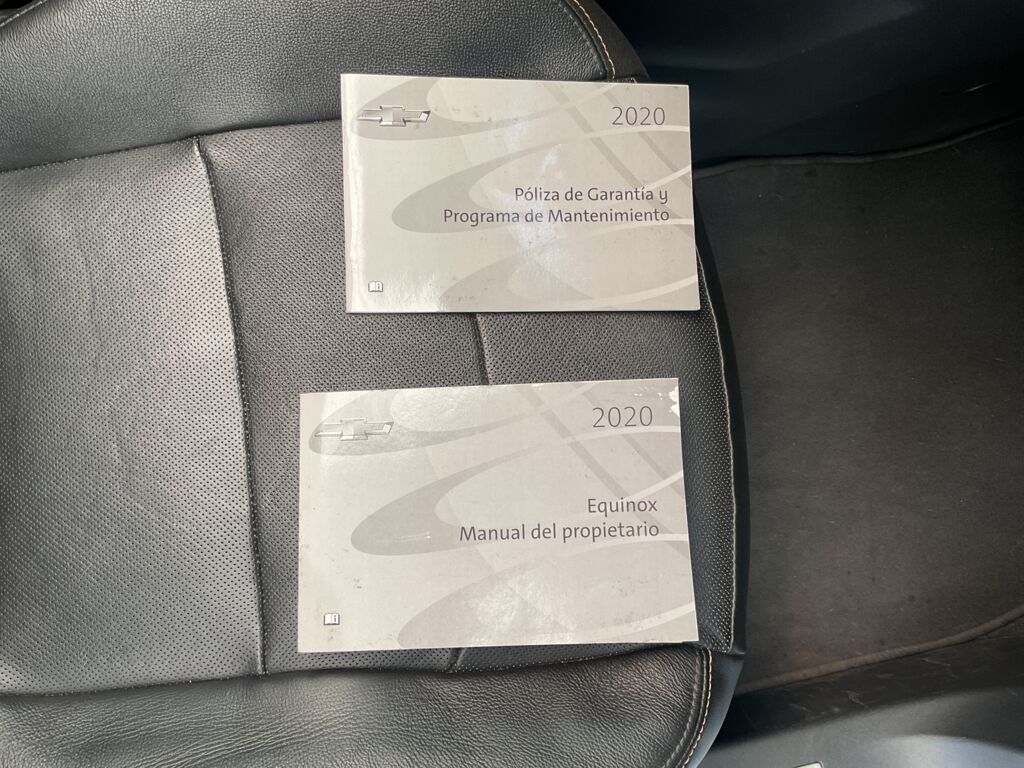 2020
Póliza de Garantía y
Programa de Mantenimiento
2020
Equinox
Manual del propietario